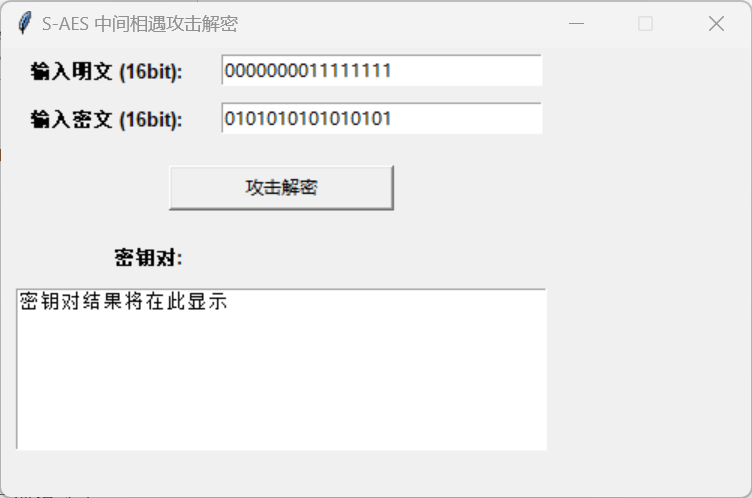 S-AES 中间相遇攻击解密
输入明文 (16bit): 0000000011111111
输入密文 (16bit): 0101010101010101
攻击解密
密钥对:
密钥对结果将在此显示